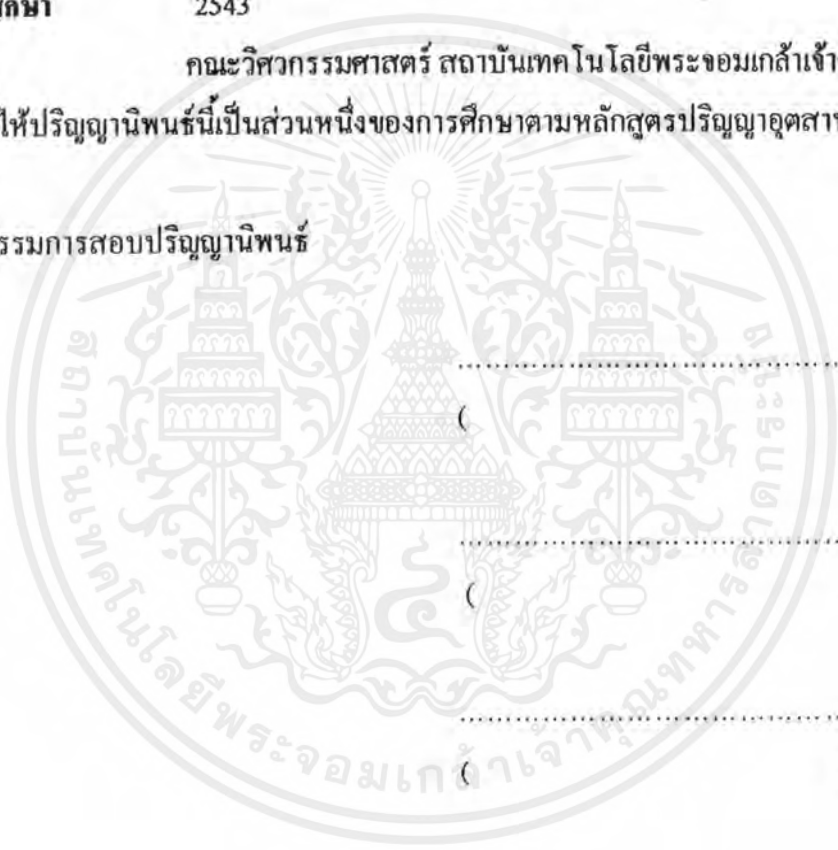 2543
คณะวิศวกรรมศาสตร์ สถาบันเทคโนโลยีพระจอมเกล้าเจ้า
ให้ปริญญานิพนธ์นี้เป็นส่วนหนึ่งของการศึกษาตามหลักสูตรปริญญาอุตสา
รรมการสอบปริญญานิพนธ์
....................................
(
....................................
(
....................................
(
สถาบันเทคโนโลยีพระจอมเกล้าเจ้าคุณทหารลาดกระบัง